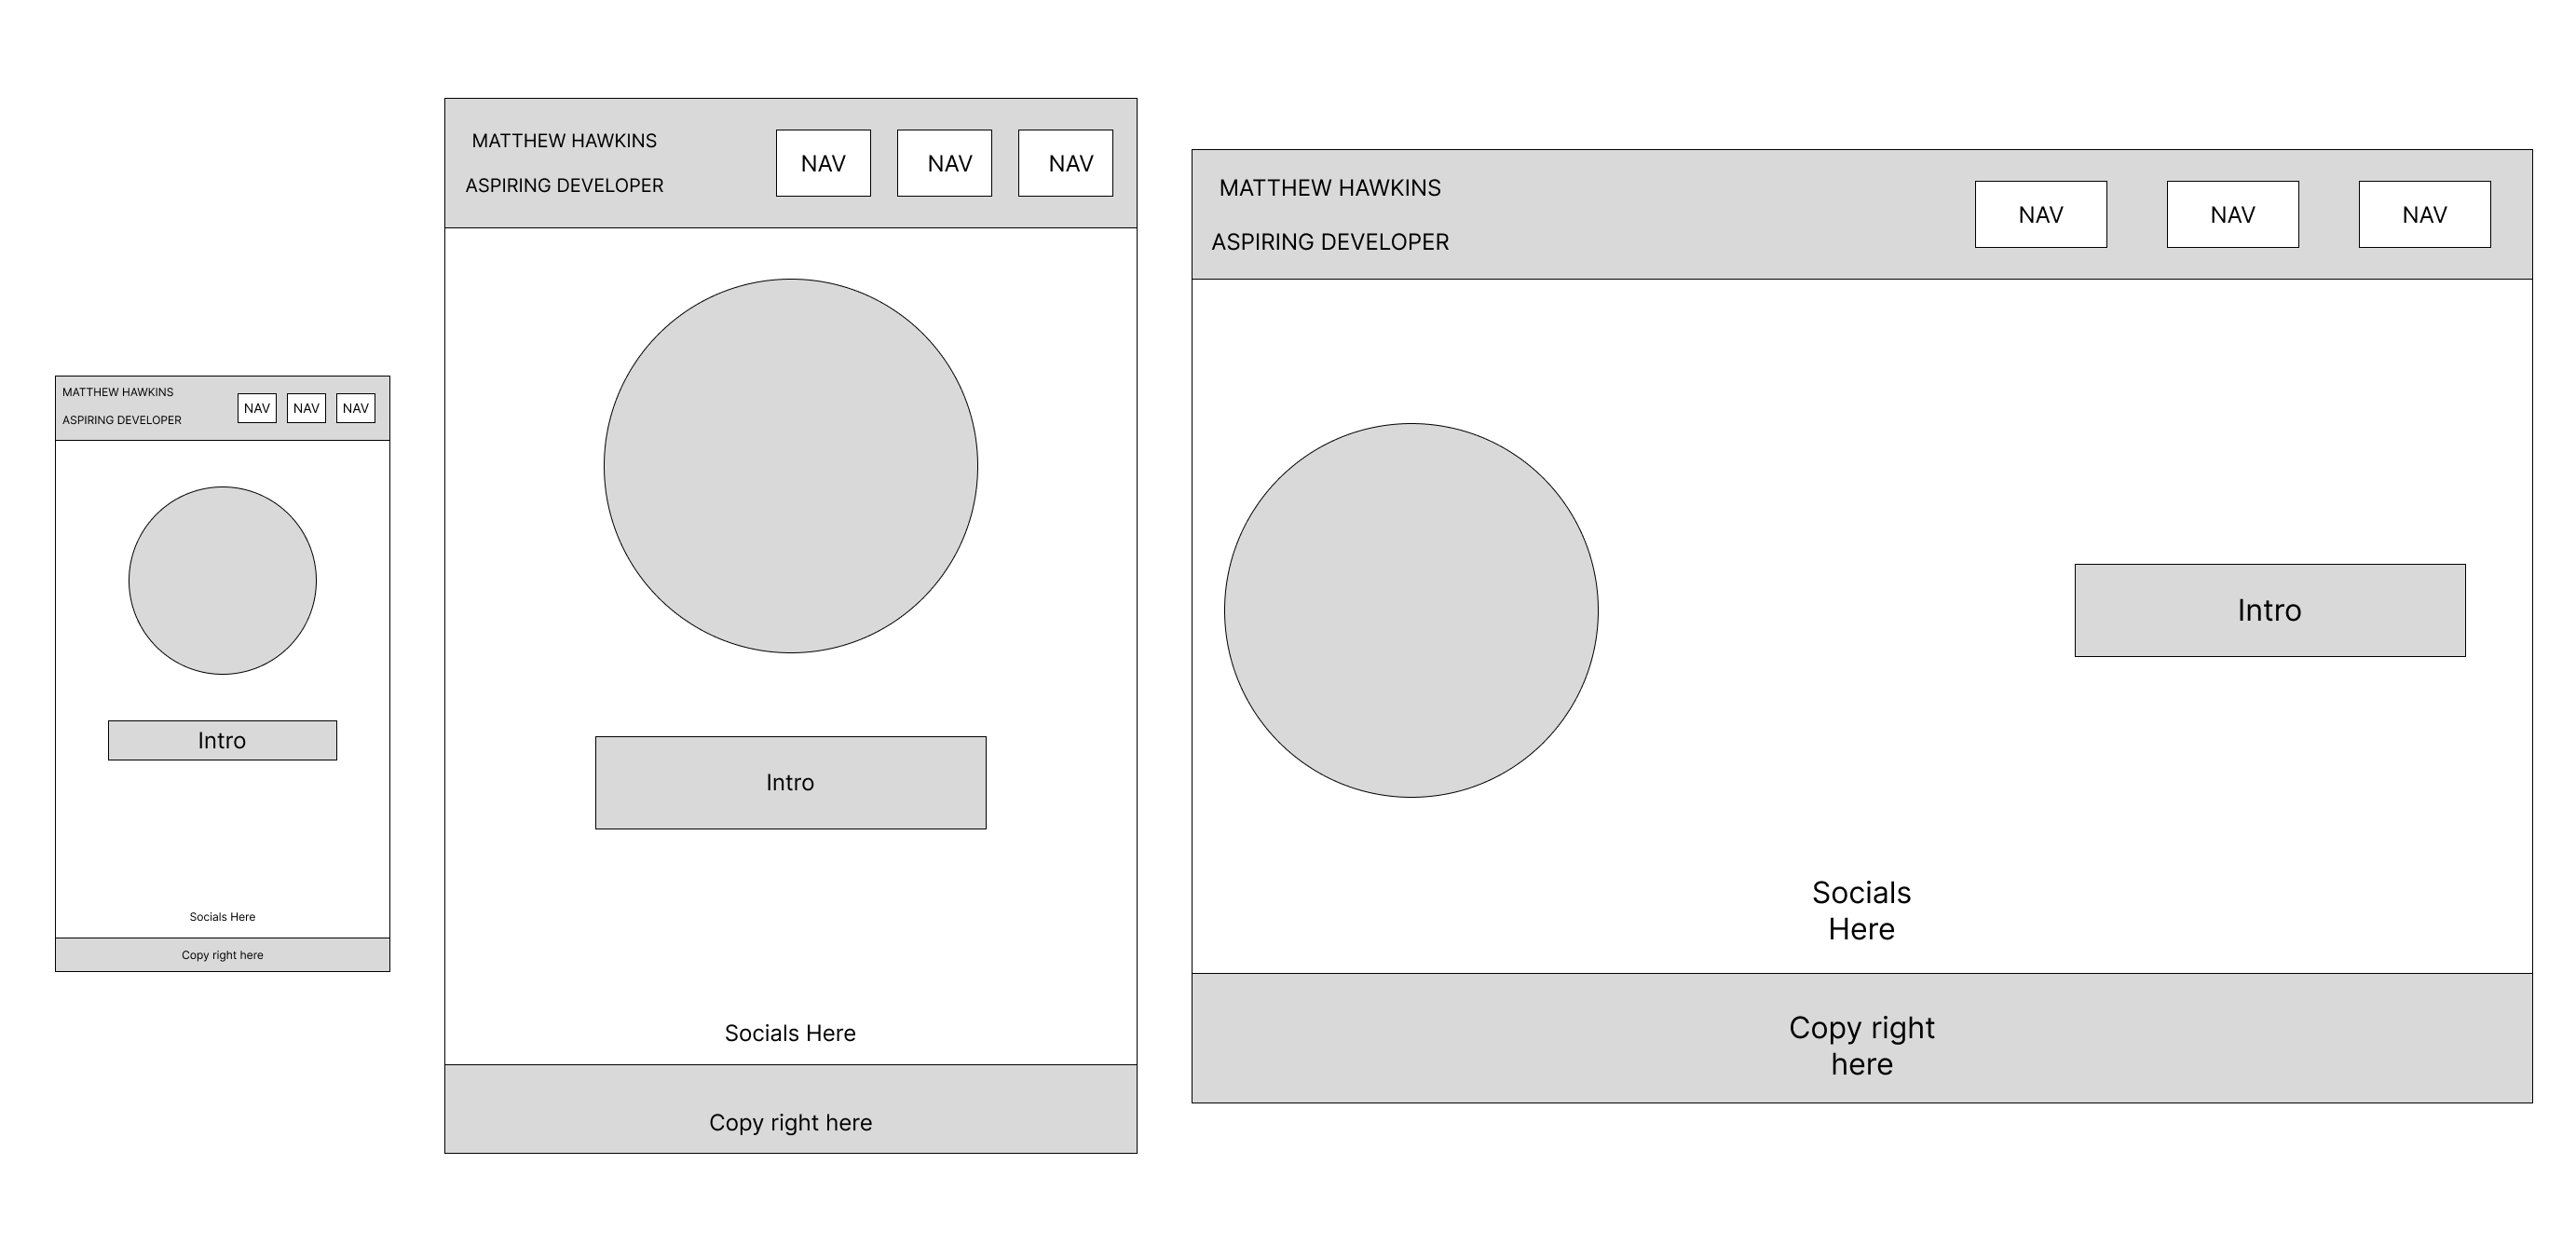 MATTHEW HAWKINS
ASPIRING DEVELOPER
NAV NAV NAV
Intro
Socials Here
Copy right here
MATTHEW HAWKINS
ASPIRING DEVELOPER
NAV NAV NAV
Intro
Socials Here
Copy right here
MATTHEW HAWKINS
ASPIRING DEVELOPER
NAV NAV NAV
Intro
Socials
Here
Copy right
here